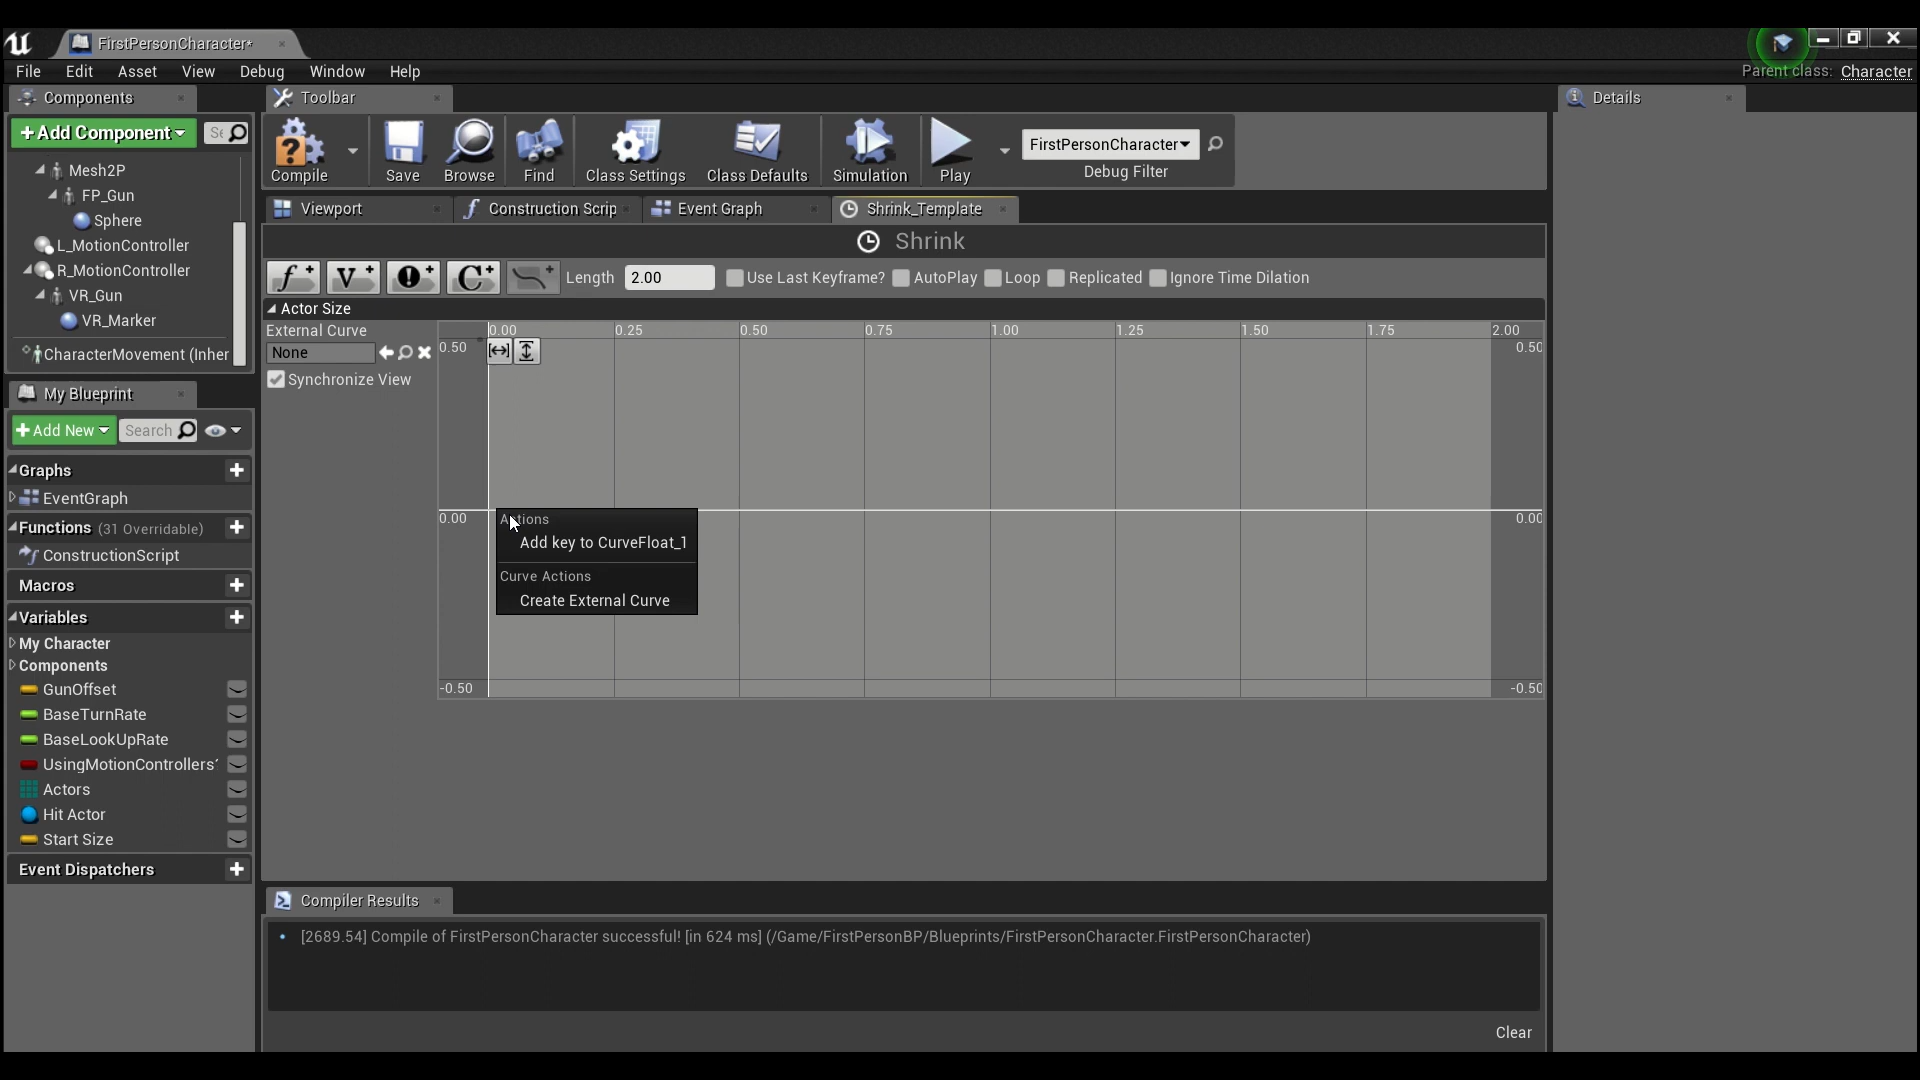 FirstPersonCharacter*
File Edit Asset View Debug Window Help
Parent class: Character
Components
Toolbar
Details
Add Component
Compile
Save
Browse
Find
Class Settings
Class Defaults
Simulation
Play
FirstPersonCharacter
Debug Filter
Mesh2P
FP_Gun
Sphere
L_MotionController
R_MotionController
VR_Gun
VR_Marker
CharacterMovement (Inher
Viewport
Construction Scrip
Event Graph
Shrink_Template
Shrink
Length 2.00 Use Last Keyframe? AutoPlay Loop Replicated Ignore Time Dilation
Actor Size
External Curve
None
Synchronize View
0.00 0.25 0.50 0.75 1.00 1.25 1.50 1.75 2.00
0.50 0.50
0.00 0.00
-0.50 -0.50
Actions
Add key to CurveFloat_1
Curve Actions
Create External Curve
My Blueprint
Add New
Search
Graphs
EventGraph
Functions (31 Overridable)
ConstructionScript
Macros
Variables
My Character
Components
GunOffset
BaseTurnRate
BaseLookUpRate
UsingMotionControllers
Actors
Hit Actor
Start Size
Event Dispatchers
Compiler Results
[2689.54] Compile of FirstPersonCharacter successful! [in 624 ms] (/Game/FirstPersonBP/Blueprints/FirstPersonCharacter.FirstPersonCharacter)
Clear